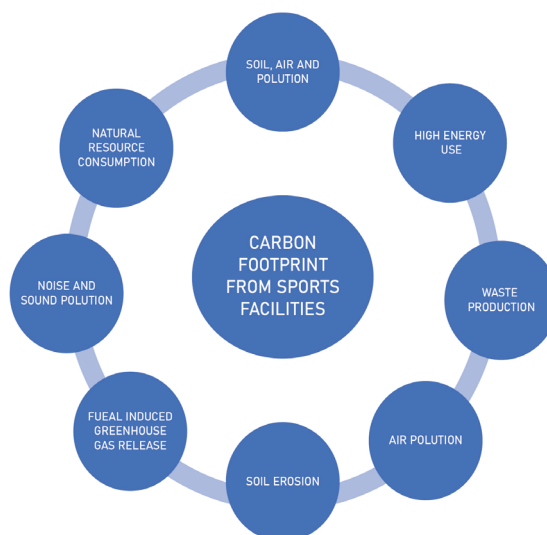 SOIL, AIR AND
POLUTION
HIGH ENERGY
USE
WASTE
PRODUCTION
AIR POLUTION
SOIL EROSION
FUEAL INDUCED
GREENHOUSE
GAS RELEASE
NOISE AND
SOUND POLUTION
NATURAL
RESOURCE
CONSUMPTION
CARBON
FOOTPRINT
FROM SPORTS
FACILITIES